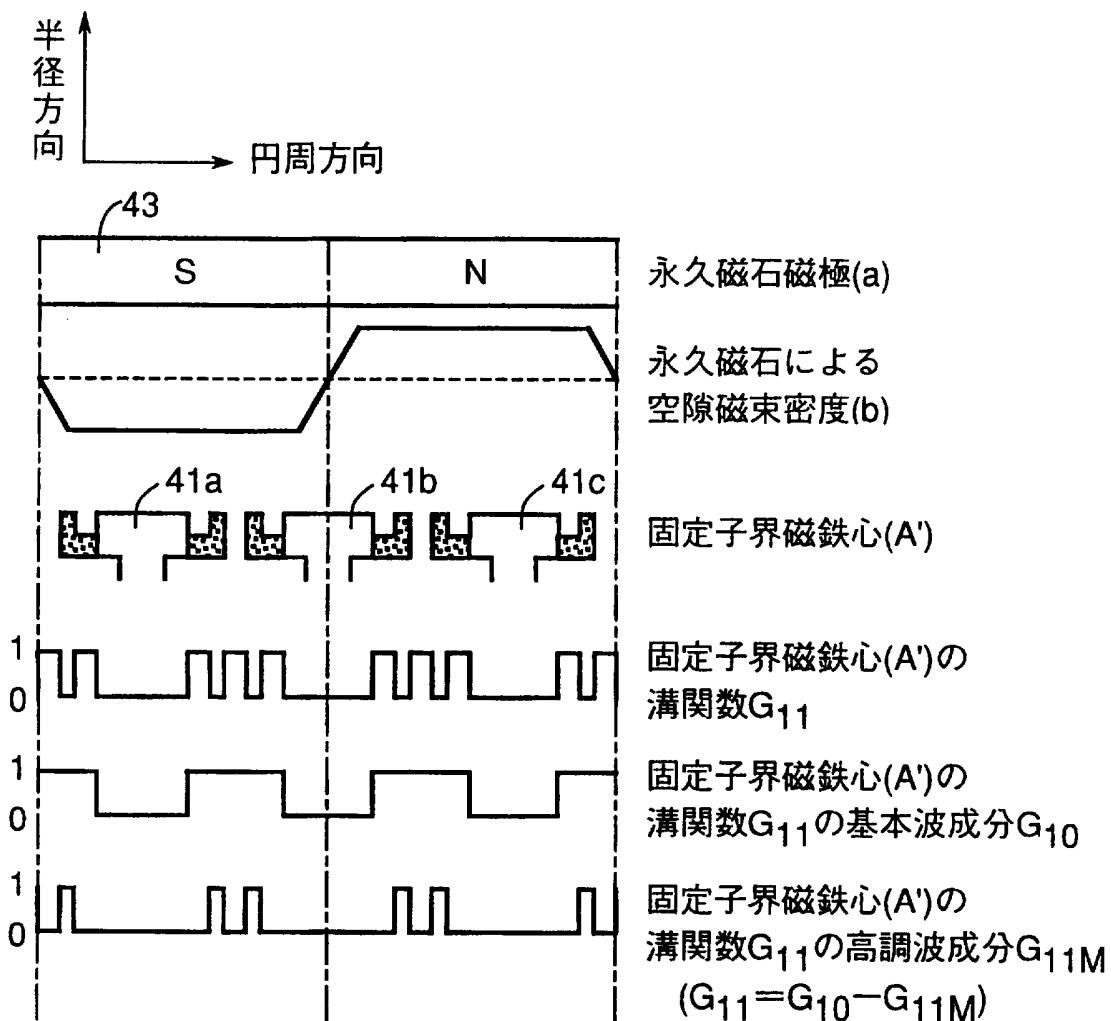 半径方向
円周方向
43
S N
永久磁石磁極(a)
永久磁石による
空隙磁束密度(b)
41a 41b 41c
固定子界磁鉄心(A')
1
0
固定子界磁鉄心(A')の
溝関数G11
1
0
固定子界磁鉄心(A')の
溝関数G11の基本波成分G10
1
0
固定子界磁鉄心(A')の
溝関数G11の高調波成分G11M
(G11=G10−G11M)